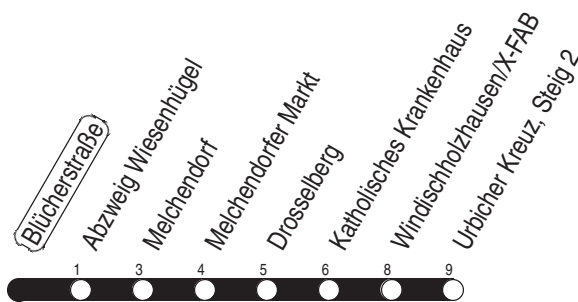 Blücherstraße
Abzweig Wiesenhügel
Melchendorf
Melchendorfer Markt
Drosselberg
Katholisches Krankenhaus
Windischholzhausen/X-FAB
Urbicher Kreuz, Steig 2
1 3 4 5 6 8 9